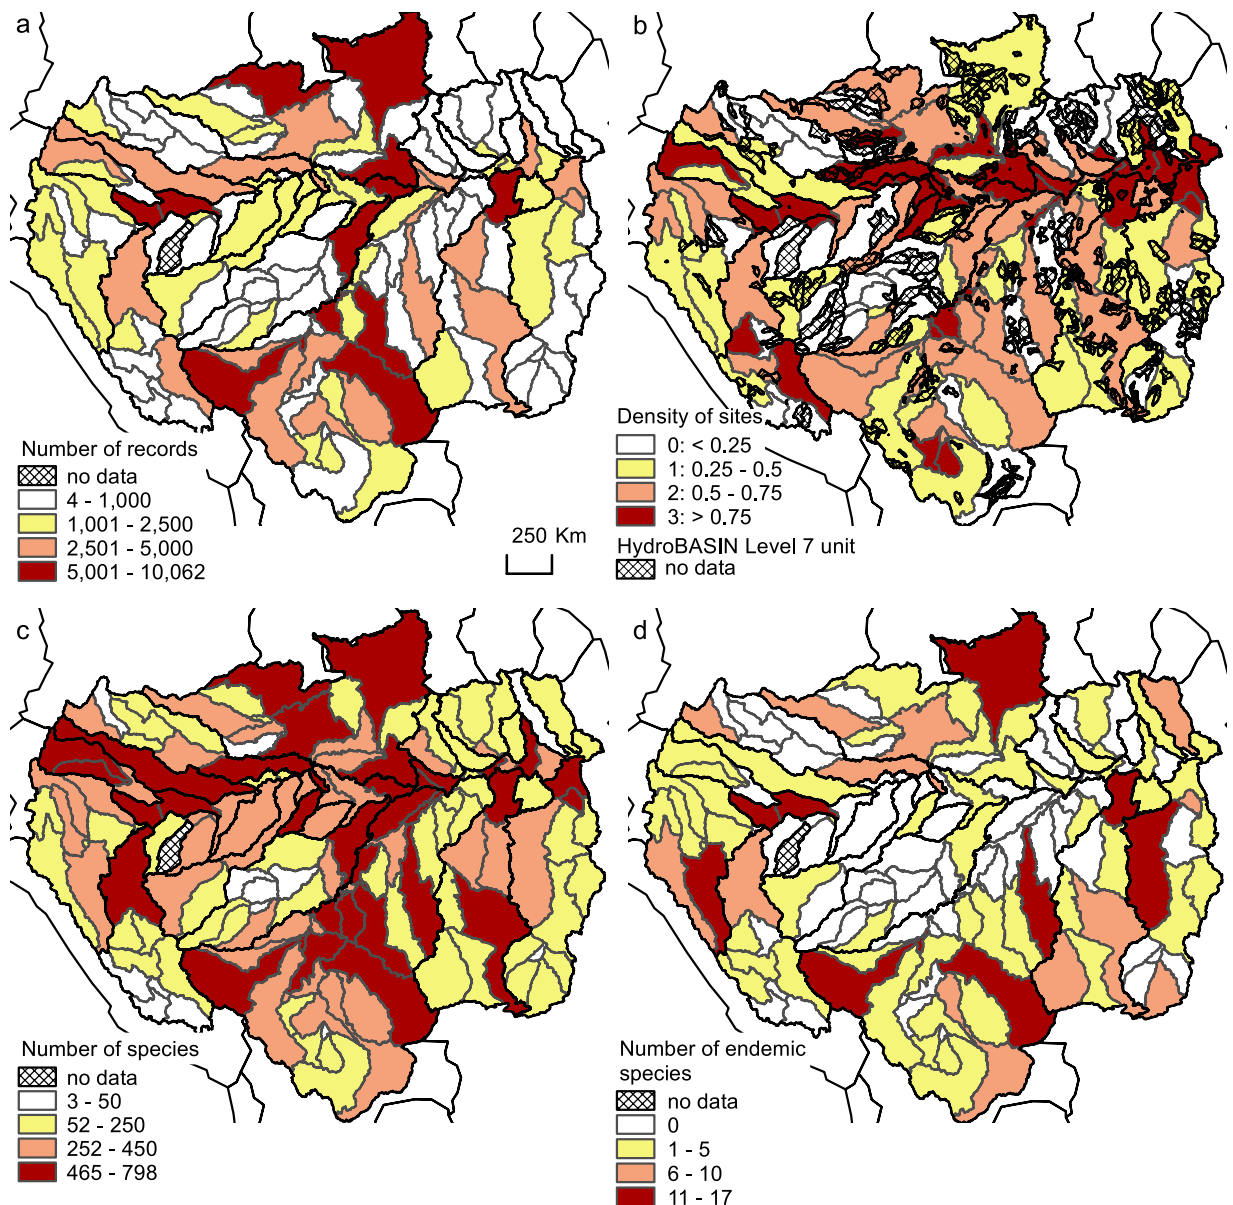 a
Number of records
no data
4 - 1,000
1,001 - 2,500
2,501 - 5,000
5,001 - 10,062
250 Km
b
Density of sites
0: < 0.25
1: 0.25 - 0.5
2: 0.5 - 0.75
3: > 0.75
HydroBASIN Level 7 unit
no data
c
Number of species
no data
3 - 50
52 - 250
252 - 450
465 - 798
d
Number of endemic
species
no data
0
1 - 5
6 - 10
11 - 17